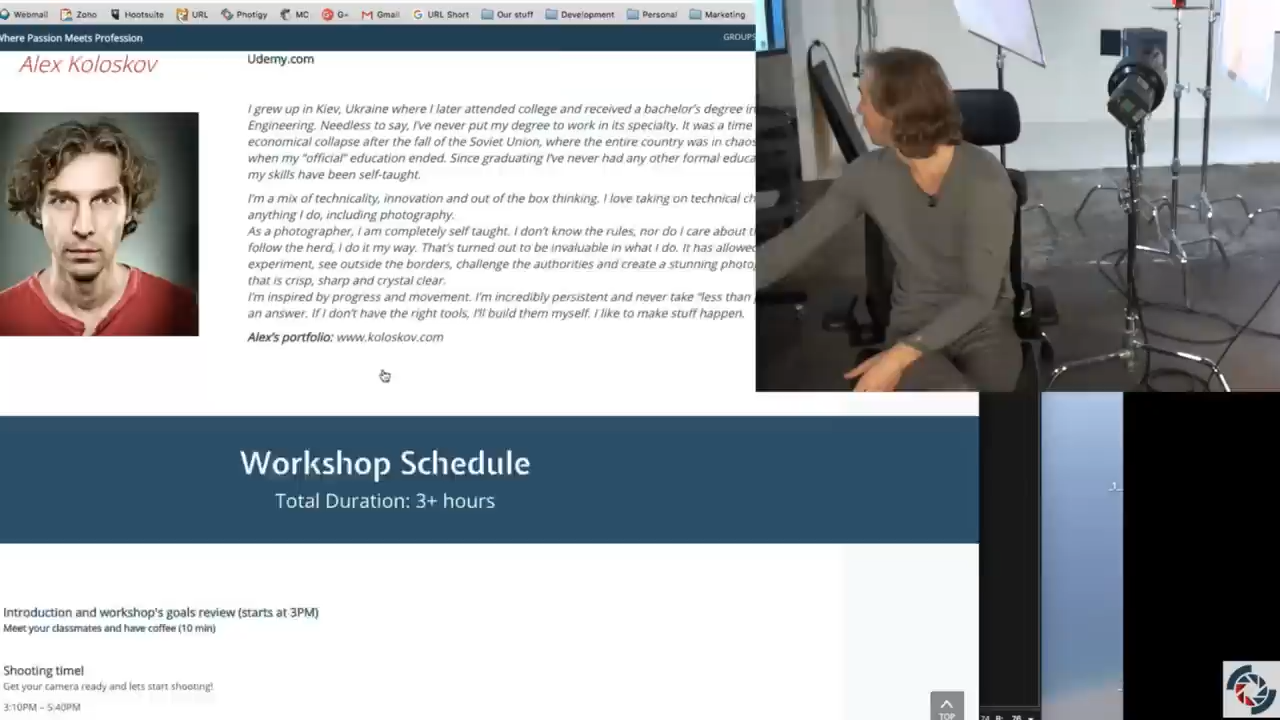 Webmail Zoho Hootsuite URL Photigy MC G+ Gmail URL Short Our stuff Development Personal Marketing
Where Passion Meets Profession GROUPS
Alex Koloskov
Udemy.com
I grew up in Kiev, Ukraine where I later attended college and received a bachelor's degree in
Engineering. Needless to say, I've never put my degree to work in its specialty. It was a time
economical collapse after the fall of the Soviet Union, where the entire country was in chaos
when my "official" education ended. Since graduating I've never had any other formal educa
my skills have been self-taught.
I'm a mix of technicality, innovation and out of the box thinking. I love taking on technical ch
anything I do, including photography.
As a photographer, I am completely self taught. I don't know the rules, nor do I care about t
follow the herd, I do it my way. That's turned out to be invaluable in what I do. It has allowed
experiment, see outside the borders, challenge the authorities and create a stunning photo
that is crisp, sharp and crystal clear.
I'm inspired by progress and movement. I'm incredibly persistent and never take "less than
an answer. If I don't have the right tools, I'll build them myself. I like to make stuff happen.
Alex's portfolio: www.koloskov.com
Workshop Schedule
Total Duration: 3+ hours
Introduction and workshop's goals review (starts at 3PM)
Meet your classmates and have coffee (10 min)
Shooting time!
Get your camera ready and lets start shooting!
3:10PM – 5:40PM
TOP